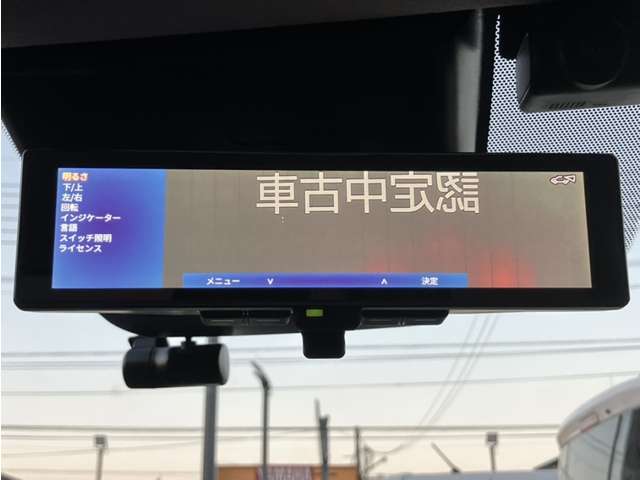 明るさ
下/上
左/右
回転
インジケーター
言語
スイッチ照明
ライセンス
認定中古車
メニュー ∨ ∧ 決定